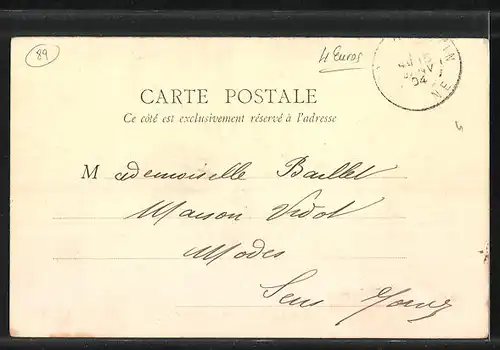 89
4 Euros
15
04
CARTE POSTALE
Ce côté est exclusivement réservé à l'adresse
Mademoiselle Baillet
Maison Vidot
Modes
Sens Yonne